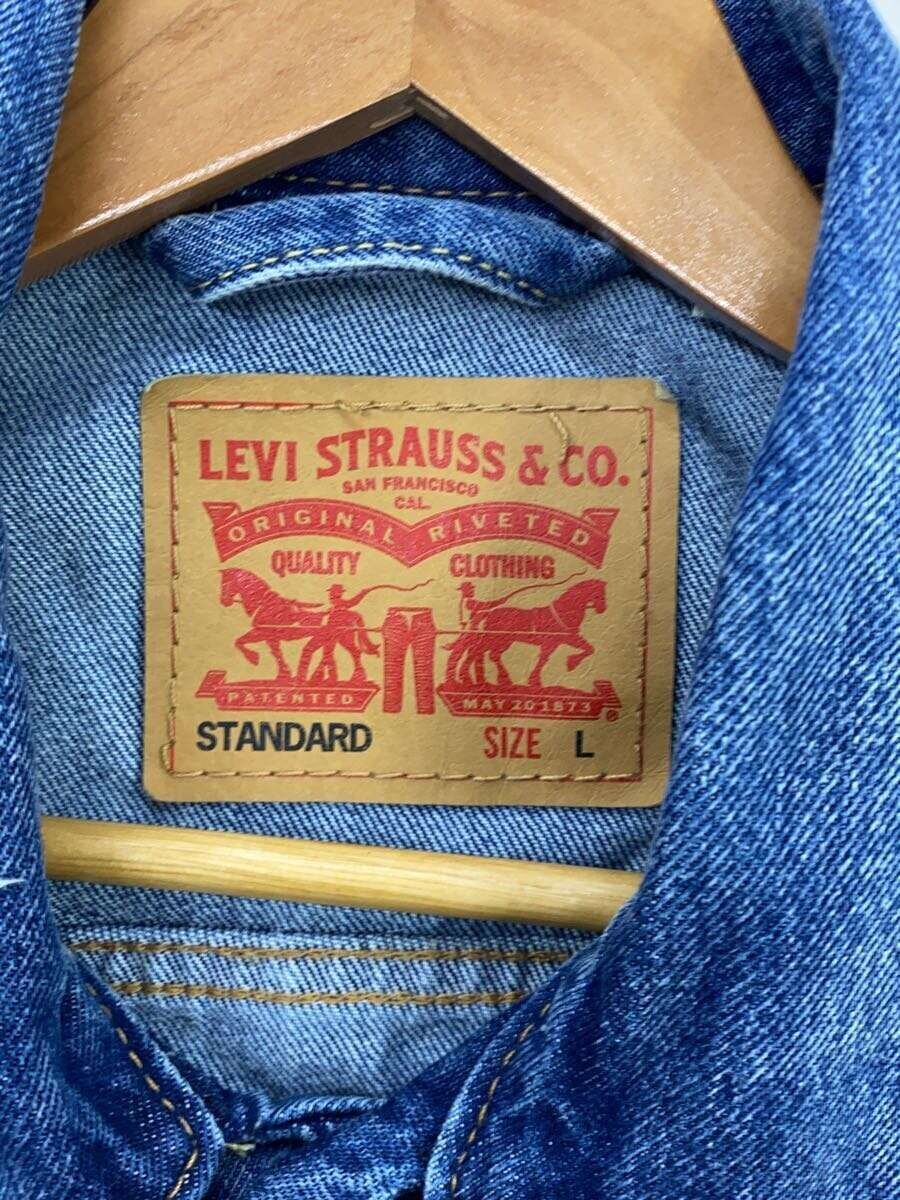 LEVI STRAUSS & CO.
SAN FRANCISCO
CAL.
ORIGINAL RIVETED
QUALITY CLOTHING
PATENTED MAY 20 1873 ®
STANDARD SIZE L